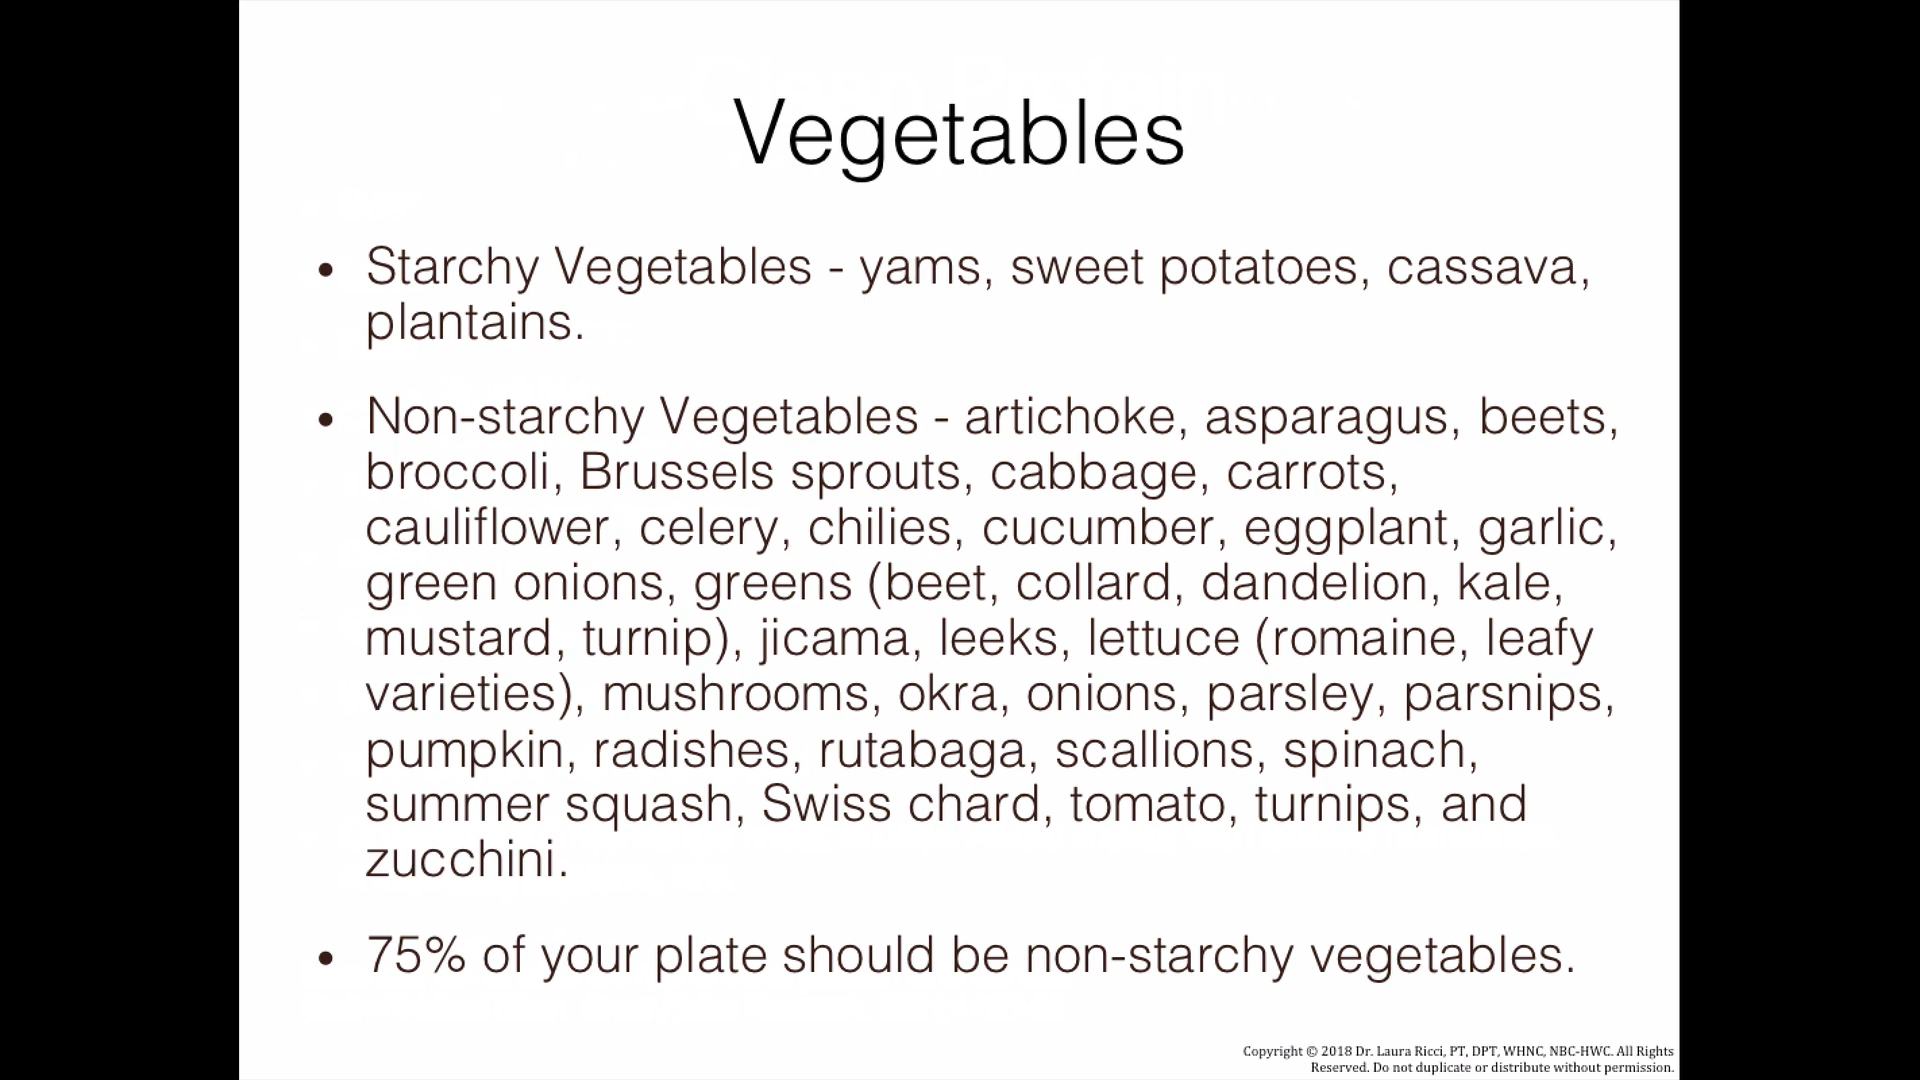 Vegetables
• Starchy Vegetables - yams, sweet potatoes, cassava,
plantains.
• Non-starchy Vegetables - artichoke, asparagus, beets,
broccoli, Brussels sprouts, cabbage, carrots,
cauliflower, celery, chilies, cucumber, eggplant, garlic,
green onions, greens (beet, collard, dandelion, kale,
mustard, turnip), jicama, leeks, lettuce (romaine, leafy
varieties), mushrooms, okra, onions, parsley, parsnips,
pumpkin, radishes, rutabaga, scallions, spinach,
summer squash, Swiss chard, tomato, turnips, and
zucchini.
• 75% of your plate should be non-starchy vegetables.
Copyright © 2018 Dr. Laura Ricci, PT, DPT, WHNC, NBC-HWC. All Rights
Reserved. Do not duplicate or distribute without permission.